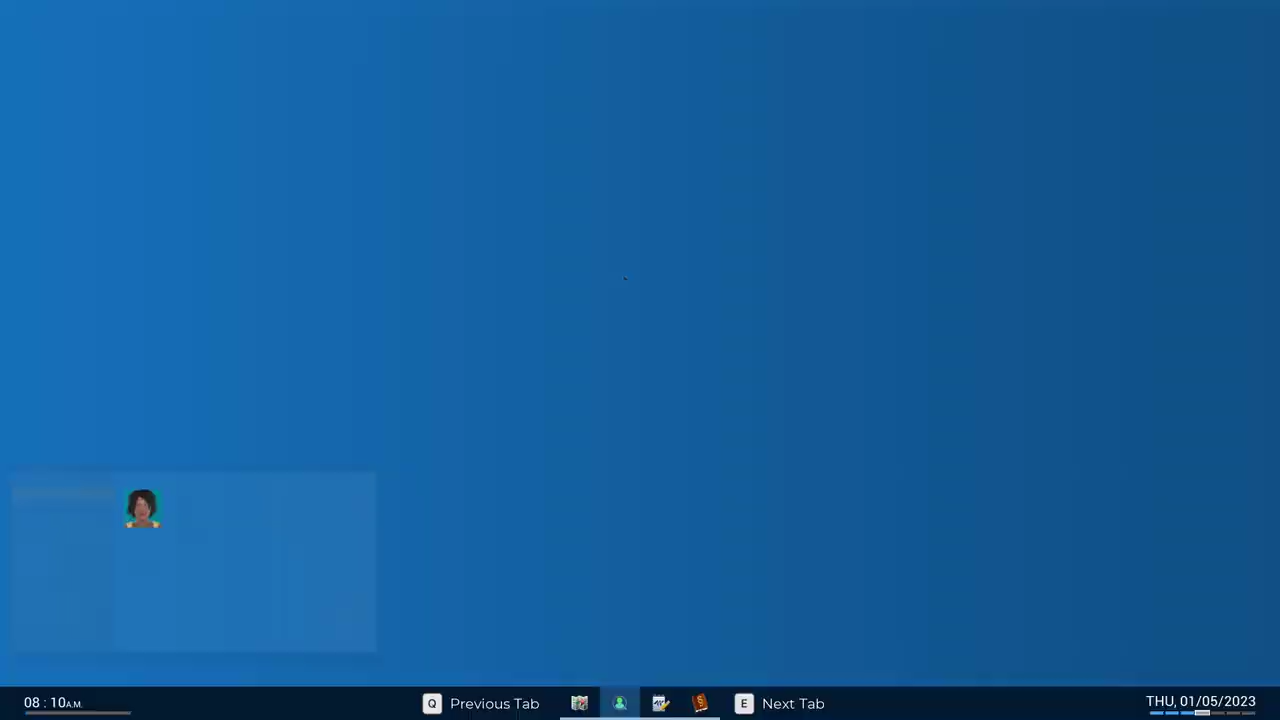 08 : 10A.M.
Q Previous Tab
E Next Tab
THU, 01/05/2023